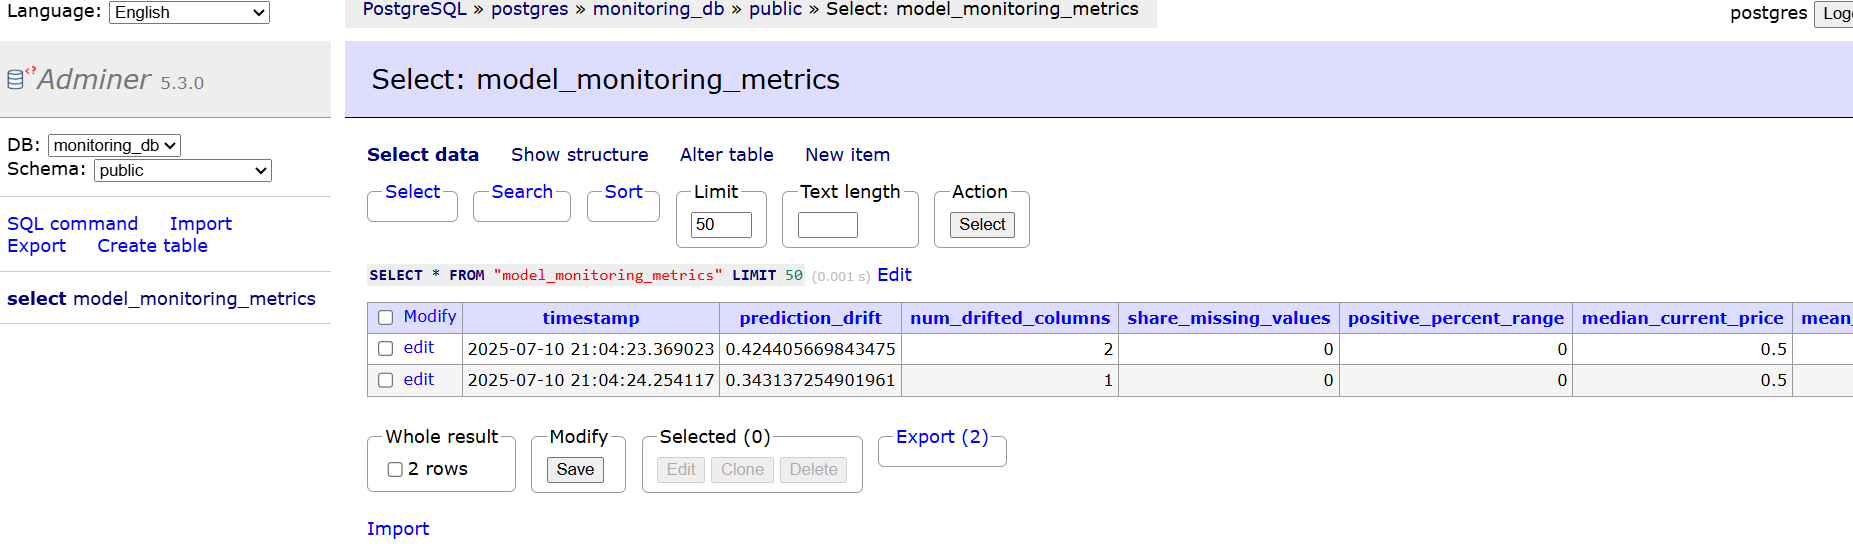 Language: English
PostgreSQL » postgres » monitoring_db » public » Select: model_monitoring_metrics
postgres
Adminer 5.3.0
Select: model_monitoring_metrics
DB: monitoring_db
Schema: public
Select data Show structure Alter table New item
Select Search Sort Limit Text length Action
50 Select
SQL command Import
Export Create table
SELECT * FROM "model_monitoring_metrics" LIMIT 50 (0.001 s) Edit
select model_monitoring_metrics
Modify timestamp prediction_drift num_drifted_columns share_missing_values positive_percent_range median_current_price
edit 2025-07-10 21:04:23.369023 0.424405669843475 2 0 0 0.5
edit 2025-07-10 21:04:24.254117 0.343137254901961 1 0 0 0.5
Whole result Modify Selected (0) Export (2)
2 rows Save Edit Clone Delete
Import